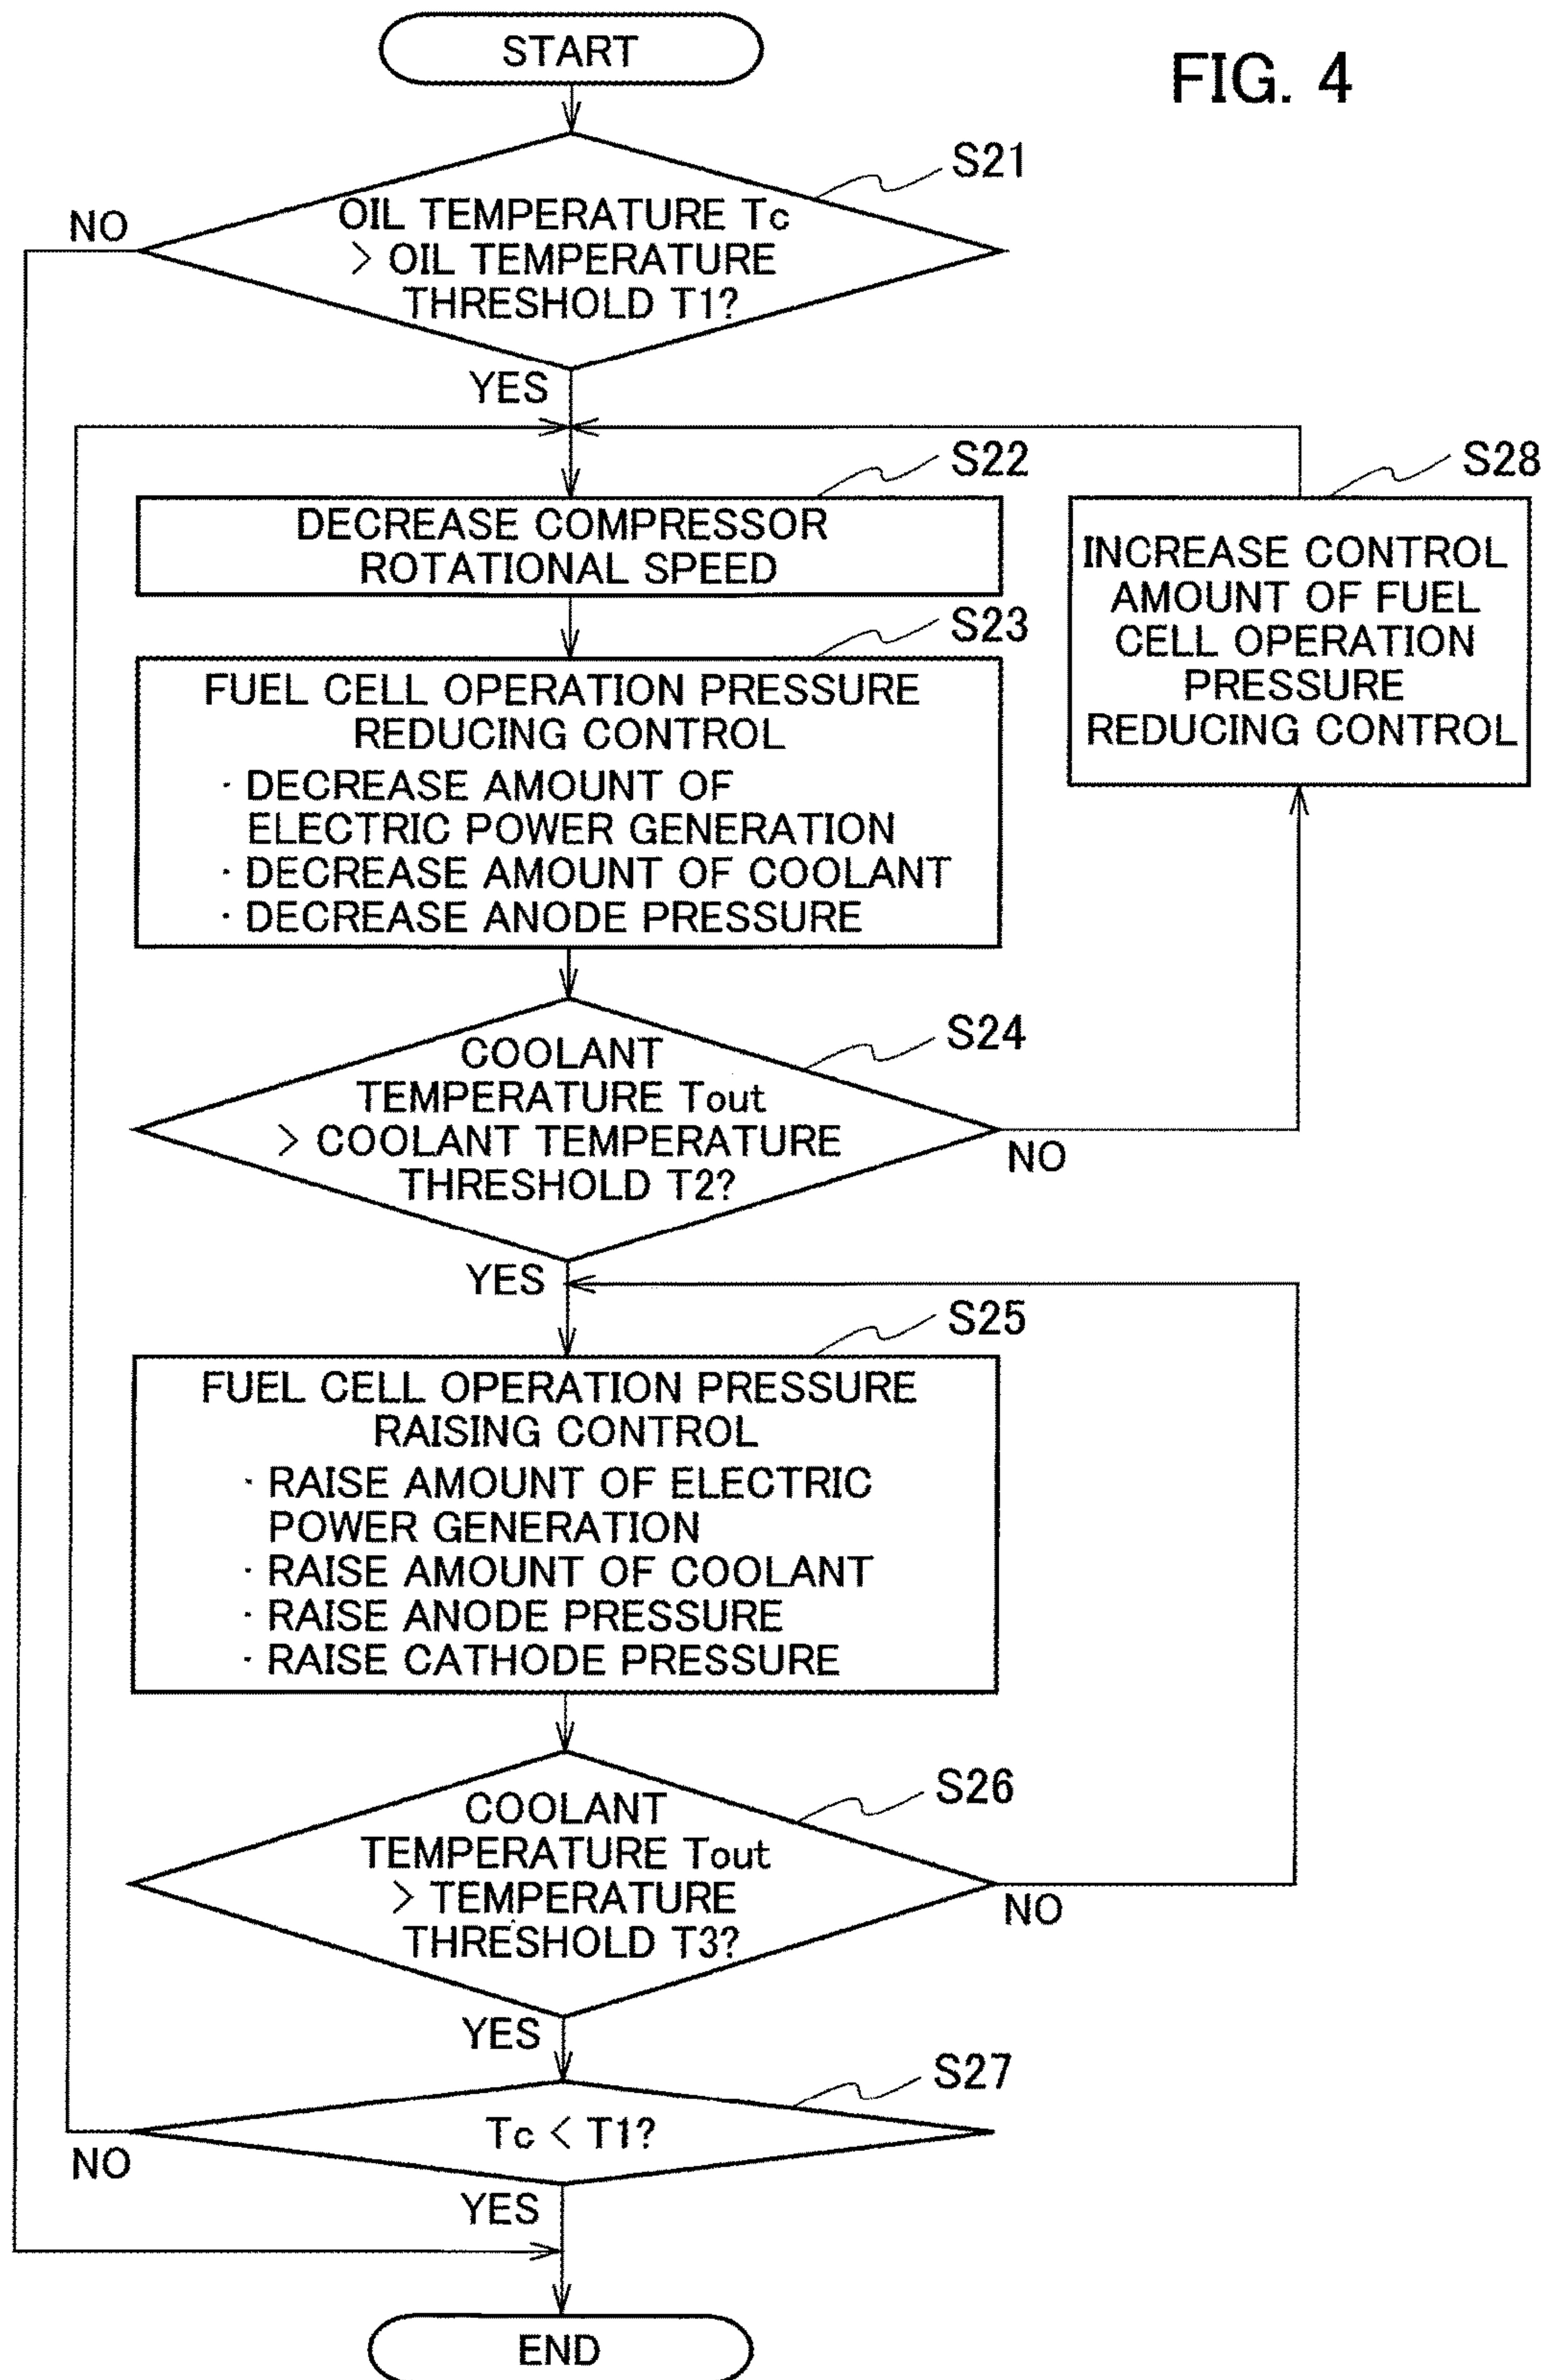 START
FIG. 4
S21
NO
OIL TEMPERATURE Tc
> OIL TEMPERATURE
THRESHOLD T1?
YES
S22
DECREASE COMPRESSOR
ROTATIONAL SPEED
S28
INCREASE CONTROL
AMOUNT OF FUEL
CELL OPERATION
PRESSURE
REDUCING CONTROL
S23
FUEL CELL OPERATION PRESSURE
REDUCING CONTROL
· DECREASE AMOUNT OF
ELECTRIC POWER GENERATION
· DECREASE AMOUNT OF COOLANT
· DECREASE ANODE PRESSURE
S24
COOLANT
TEMPERATURE Tout
> COOLANT TEMPERATURE
THRESHOLD T2?
NO
YES
S25
FUEL CELL OPERATION PRESSURE
RAISING CONTROL
· RAISE AMOUNT OF ELECTRIC
POWER GENERATION
· RAISE AMOUNT OF COOLANT
· RAISE ANODE PRESSURE
· RAISE CATHODE PRESSURE
S26
COOLANT
TEMPERATURE Tout
> TEMPERATURE
THRESHOLD T3?
NO
YES
S27
Tc < T1?
NO
YES
END